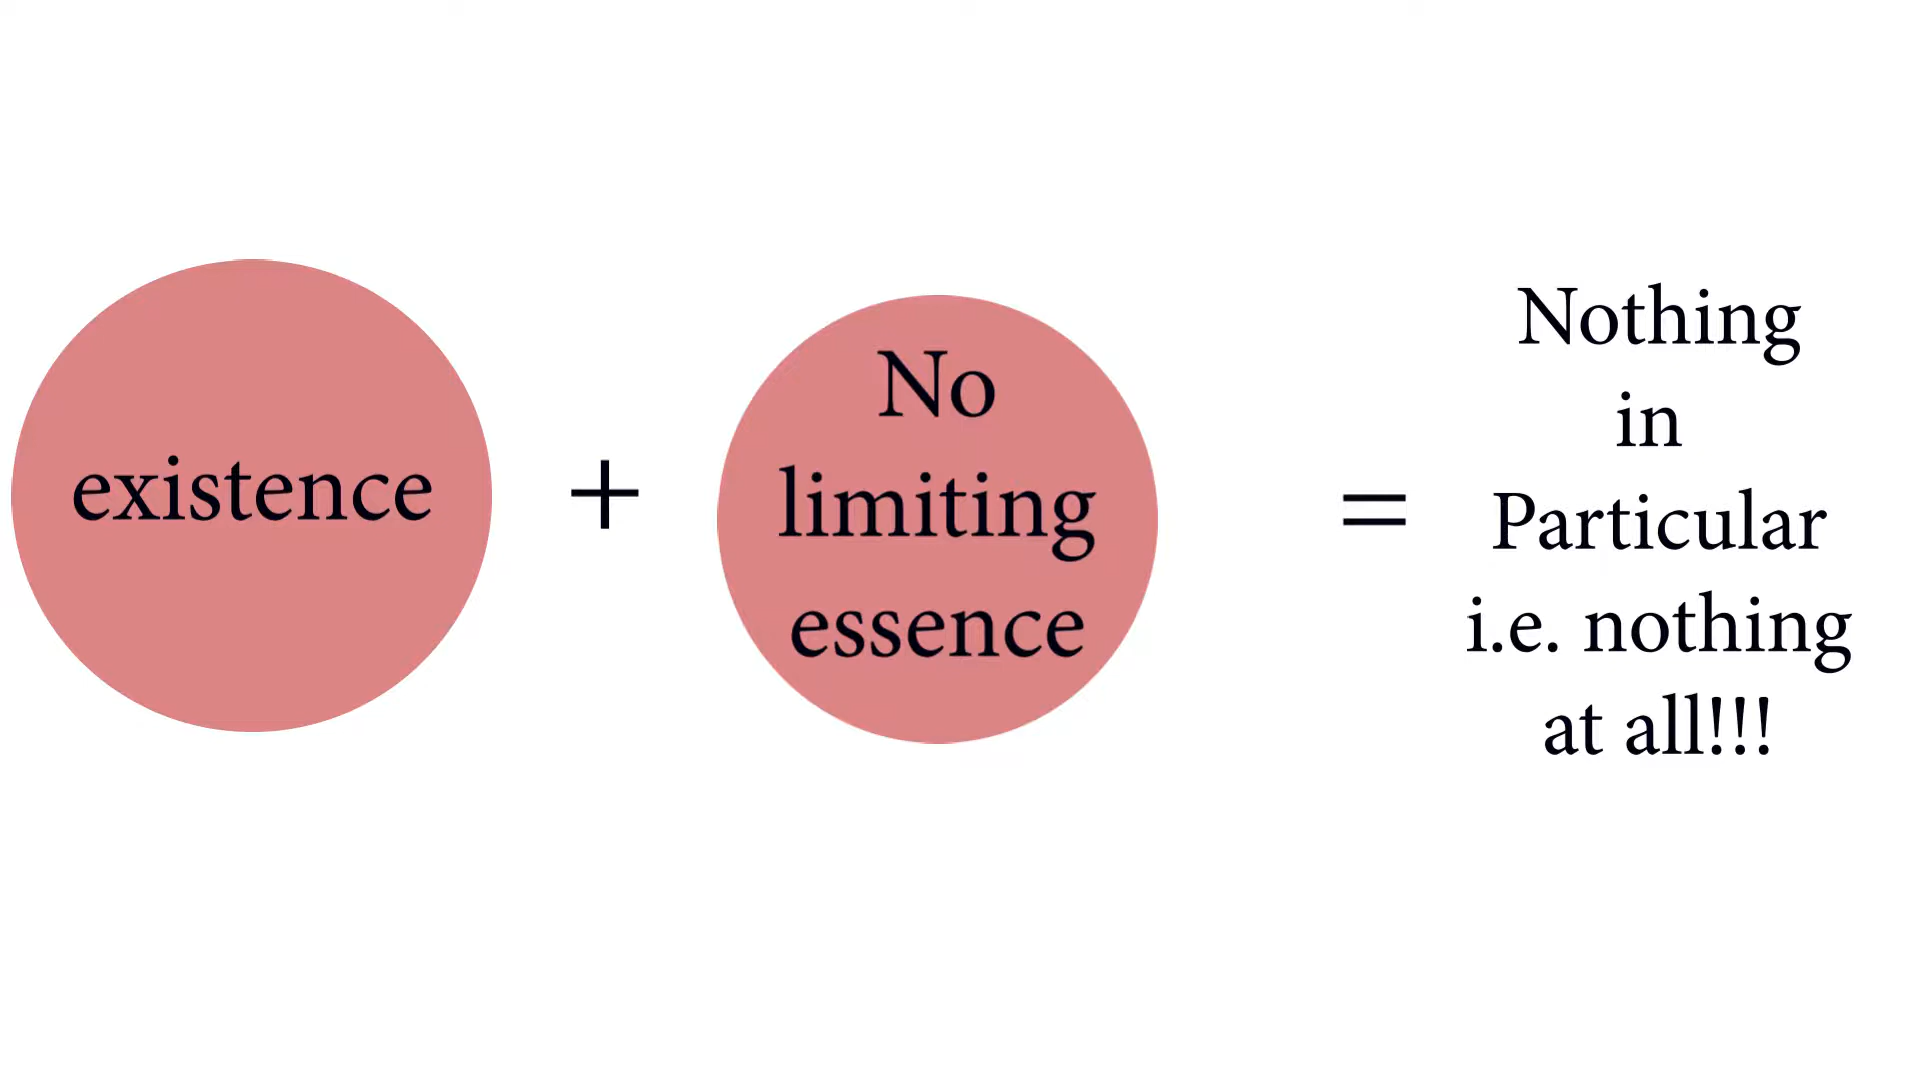 existence
+
No
limiting
essence
=
Nothing
in
Particular
i.e. nothing
at all!!!